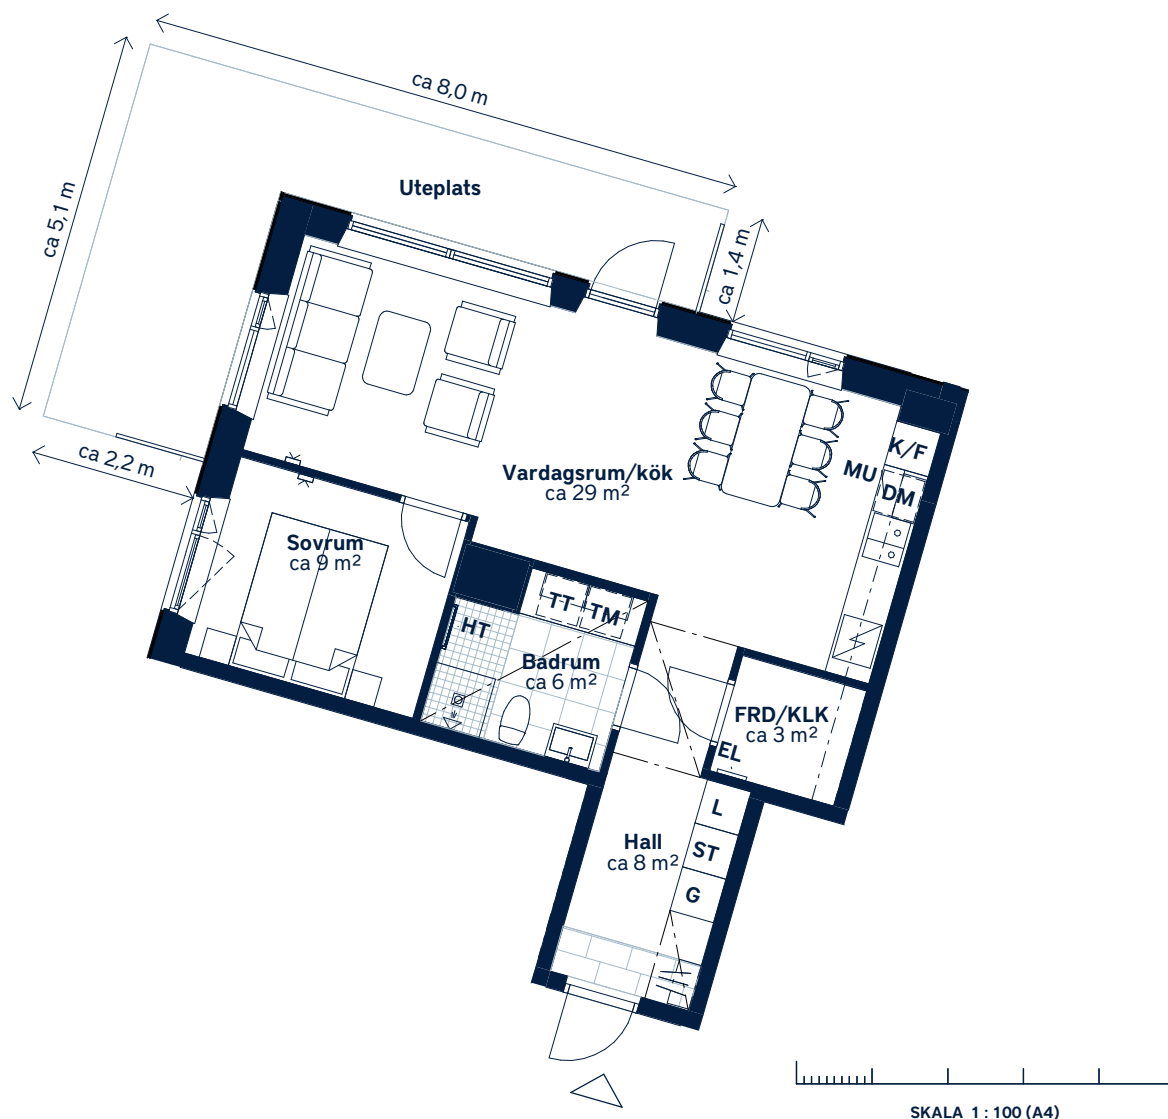 ca 8,0 m
Uteplats
ca 5,1 m
ca 1,4 m
ca 2,2 m
K/F
MU
DM
Vardagsrum/kök
ca 29 m²
Sovrum
ca 9 m²
TT
TM
HT
Badrum
ca 6 m²
FRD/KLK
ca 3 m²
EL
L
Hall
ca 8 m²
ST
G
SKALA 1 : 100 (A4)